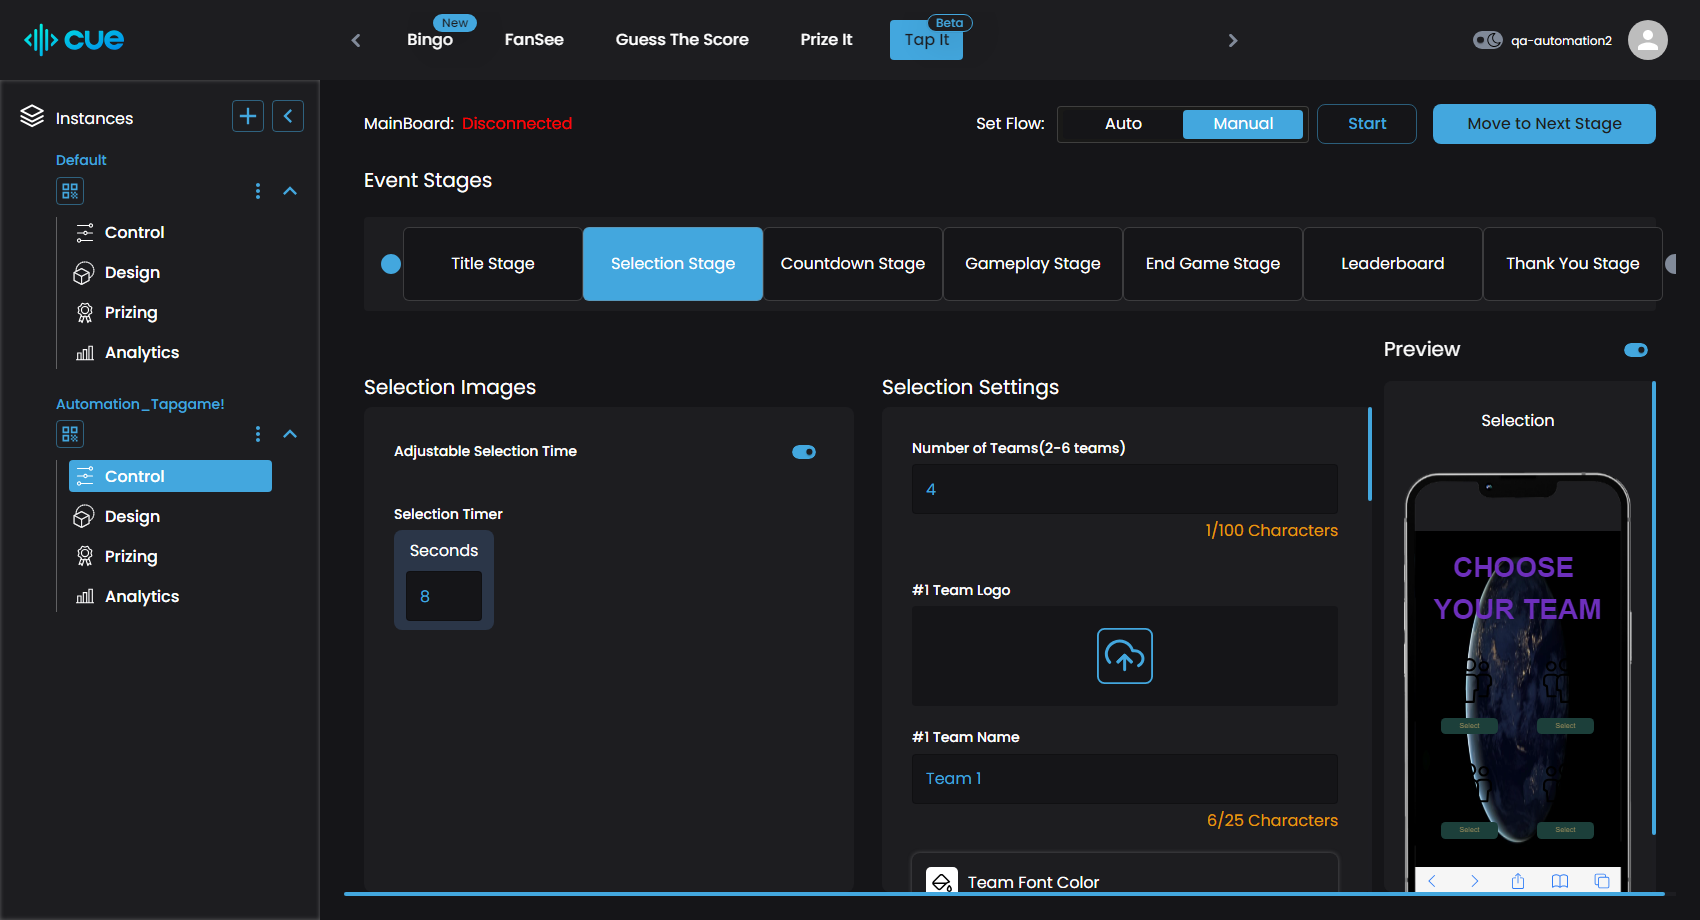 cue
New
Bingo
FanSee
Guess The Score
Prize It
Beta
Tap It
qa-automation2
Instances
Default
Control
Design
Prizing
Analytics
Automation_Tapgame!
Control
Design
Prizing
Analytics
MainBoard: Disconnected
Set Flow:
Auto
Manual
Start
Move to Next Stage
Event Stages
Title Stage
Selection Stage
Countdown Stage
Gameplay Stage
End Game Stage
Leaderboard
Thank You Stage
Selection Images
Adjustable Selection Time
Selection Timer
Seconds
8
Selection Settings
Number of Teams(2-6 teams)
4
1/100 Characters
#1 Team Logo
#1 Team Name
Team 1
6/25 Characters
Team Font Color
Preview
Selection
CHOOSE
YOUR TEAM
Select
Select
Select
Select